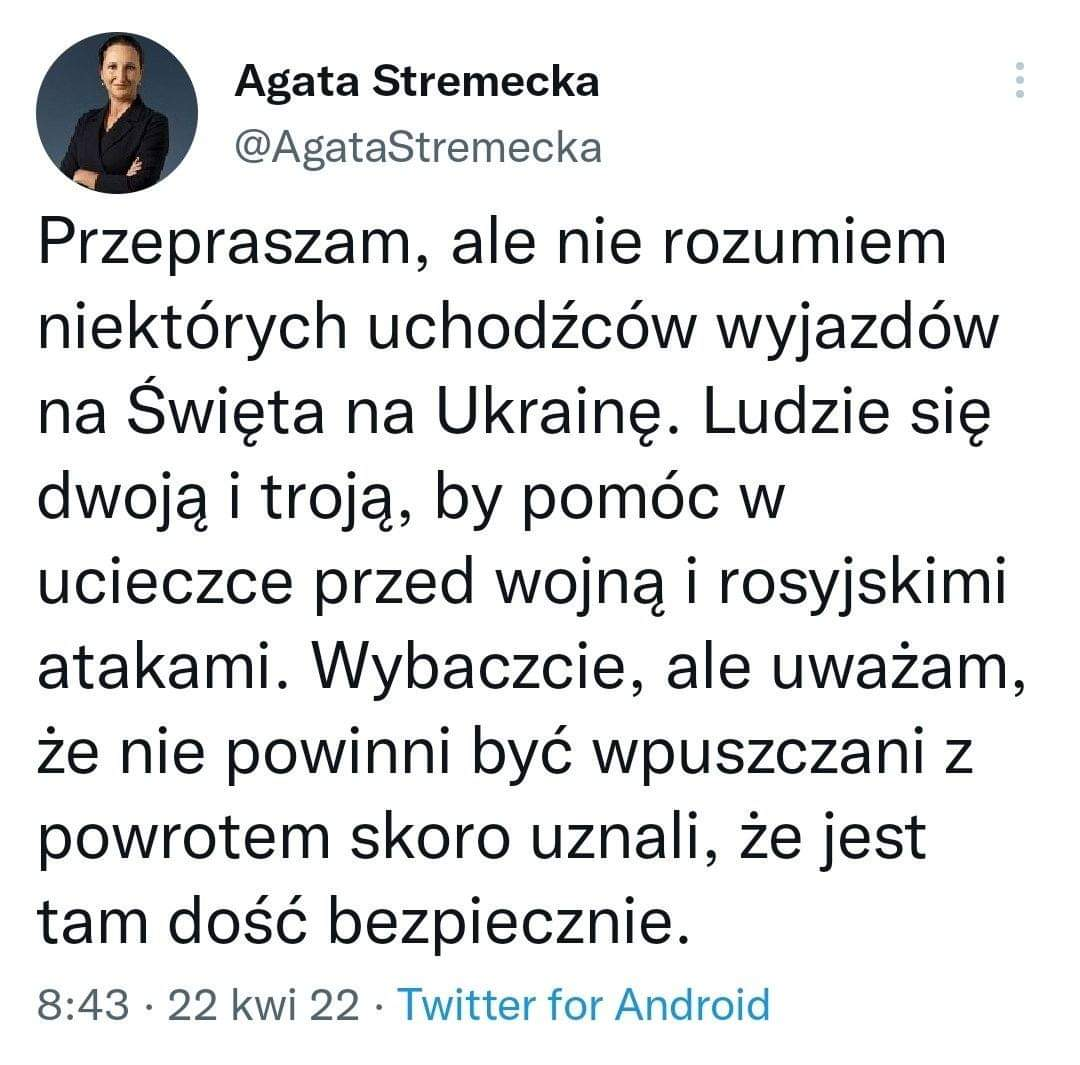 Agata Stremecka
@AgataStremecka
Przepraszam, ale nie rozumiem
niektórych uchodźców wyjazdów
na Święta na Ukrainę. Ludzie się
dwoją i troją, by pomóc w
ucieczce przed wojną i rosyjskimi
atakami. Wybaczcie, ale uważam,
że nie powinni być wpuszczani z
powrotem skoro uznali, że jest
tam dość bezpiecznie.
8:43 · 22 kwi 22 · Twitter for Android